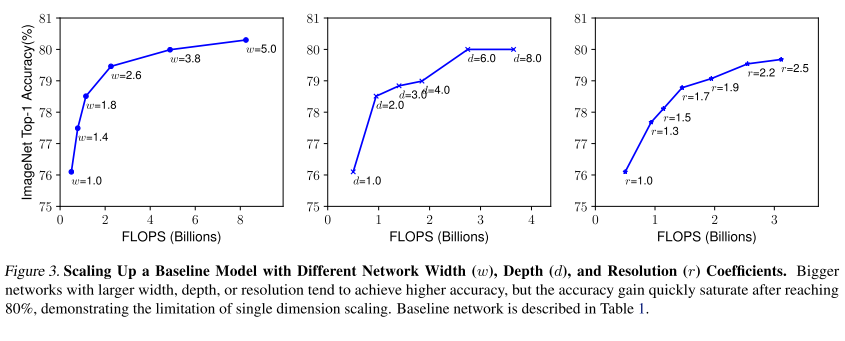 ImageNet Top-1 Accuracy(%)
81
80
79
78
77
76
75
0
2
4
6
8
w=1.0
w=1.4
w=1.8
w=2.6
w=3.8
w=5.0
FLOPS (Billions)
81
80
79
78
77
76
75
0
1
2
3
4
d=1.0
d=2.0
d=3.0
d=4.0
d=6.0
d=8.0
FLOPS (Billions)
81
80
79
78
77
76
75
0
1
2
3
r=1.0
r=1.3
r=1.5
r=1.7
r=1.9
r=2.2
r=2.5
FLOPS (Billions)
Figure 3. Scaling Up a Baseline Model with Different Network Width (w), Depth (d), and Resolution (r) Coefficients. Bigger
networks with larger width, depth, or resolution tend to achieve higher accuracy, but the accuracy gain quickly saturate after reaching
80%, demonstrating the limitation of single dimension scaling. Baseline network is described in Table 1.